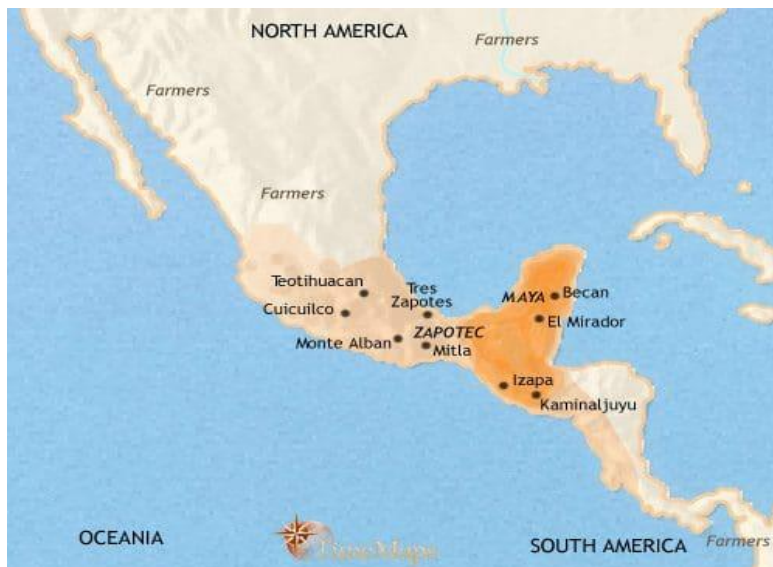 NORTH AMERICA
Farmers
Farmers
Farmers
Teotihuacan
Tres
Zapotes
MAYA
Becan
Cuicuilco
El Mirador
ZAPOTEC
Monte Alban
Mitla
Izapa
Kaminaljuyu
OCEANIA
TimeMaps
SOUTH AMERICA
Farmers